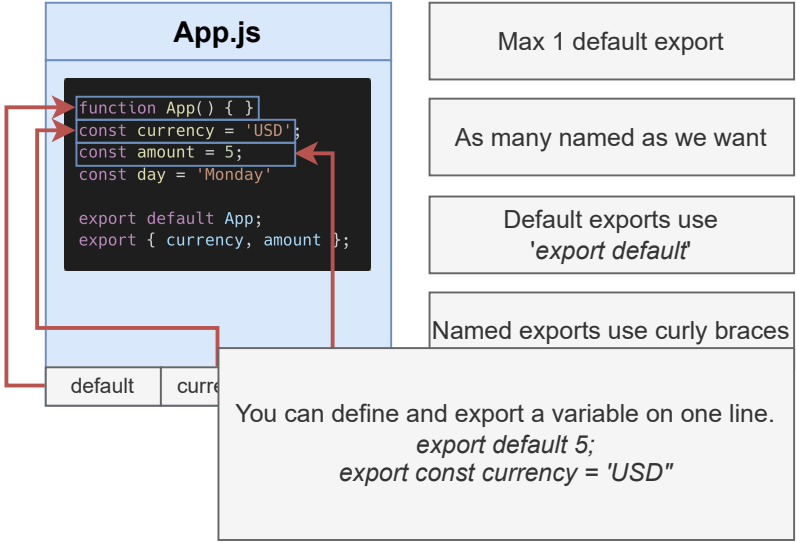 App.js
function App() { }
const currency = 'USD';
const amount = 5;
const day = 'Monday'
export default App;
export { currency, amount };
default
curre
Max 1 default export
As many named as we want
Default exports use
'export default'
Named exports use curly braces
You can define and export a variable on one line.
export default 5;
export const currency = 'USD"